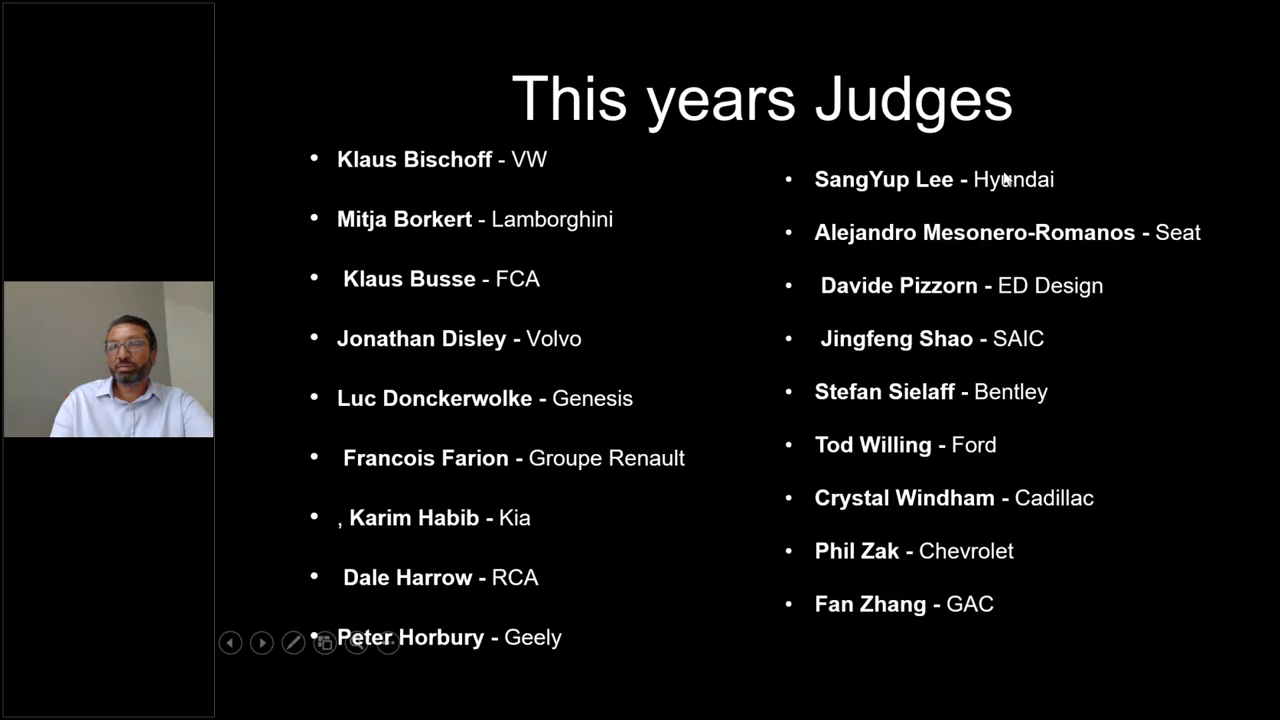 This years Judges
• Klaus Bischoff - VW
• Mitja Borkert - Lamborghini
• Klaus Busse - FCA
• Jonathan Disley - Volvo
• Luc Donckerwolke - Genesis
• Francois Farion - Groupe Renault
• , Karim Habib - Kia
• Dale Harrow - RCA
• Peter Horbury - Geely
• SangYup Lee - Hyundai
• Alejandro Mesonero-Romanos - Seat
• Davide Pizzorn - ED Design
• Jingfeng Shao - SAIC
• Stefan Sielaff - Bentley
• Tod Willing - Ford
• Crystal Windham - Cadillac
• Phil Zak - Chevrolet
• Fan Zhang - GAC